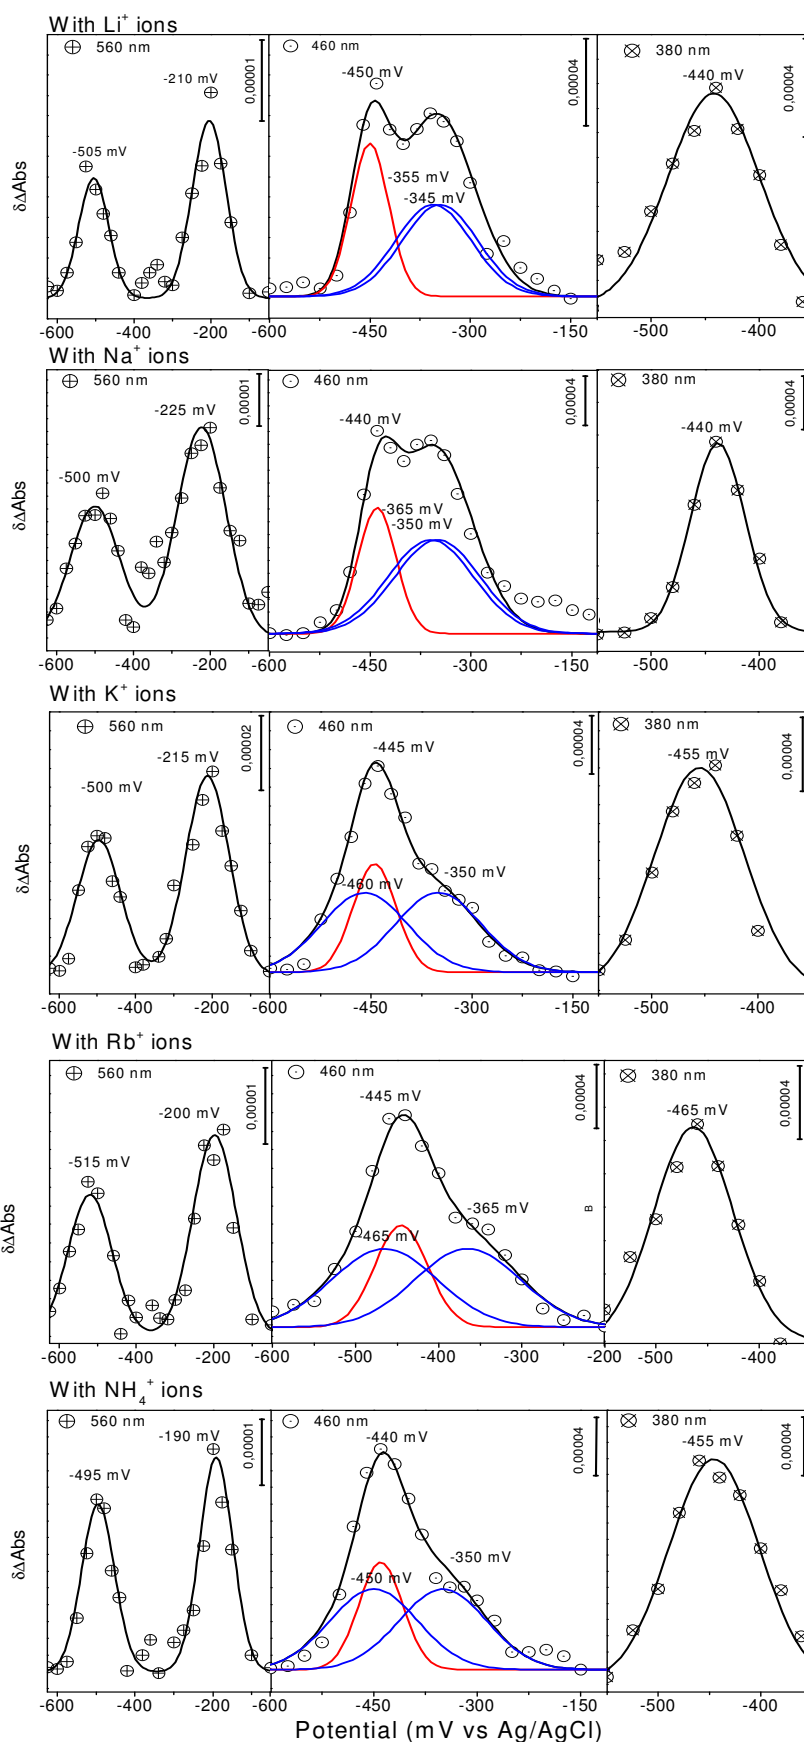 With Li⁺ ions
560 nm
460 nm
380 nm
0,00001
0,00004
0,00004
-505 mV
-210 mV
-450 mV
-355 mV
-345 mV
-440 mV
δΔAbs
-600 -400 -200 -600 -450 -300 -150 -500 -400
With Na⁺ ions
560 nm
460 nm
380 nm
0,00001
0,00004
0,00004
-500 mV
-225 mV
-440 mV
-365 mV
-350 mV
-440 mV
δΔAbs
-600 -400 -200 -600 -450 -300 -150 -500 -400
With K⁺ ions
560 nm
460 nm
380 nm
0,00002
0,00004
0,00004
-500 mV
-215 mV
-445 mV
-460 mV
-350 mV
-455 mV
δΔAbs
-600 -400 -200 -600 -450 -300 -150 -500 -400
With Rb⁺ ions
560 nm
460 nm
380 nm
0,00001
0,00004
0,00004
-515 mV
-200 mV
-445 mV
-465 mV
-365 mV
B
-465 mV
δΔAbs
-600 -400 -200 -600 -500 -400 -300 -200 -500 -400
With NH₄⁺ ions
560 nm
460 nm
380 nm
0,00001
0,00004
0,00004
-495 mV
-190 mV
-440 mV
-450 mV
-350 mV
-455 mV
δΔAbs
-600 -400 -200 -600 -450 -300 -150 -500 -400
Potential (mV vs Ag/AgCl)